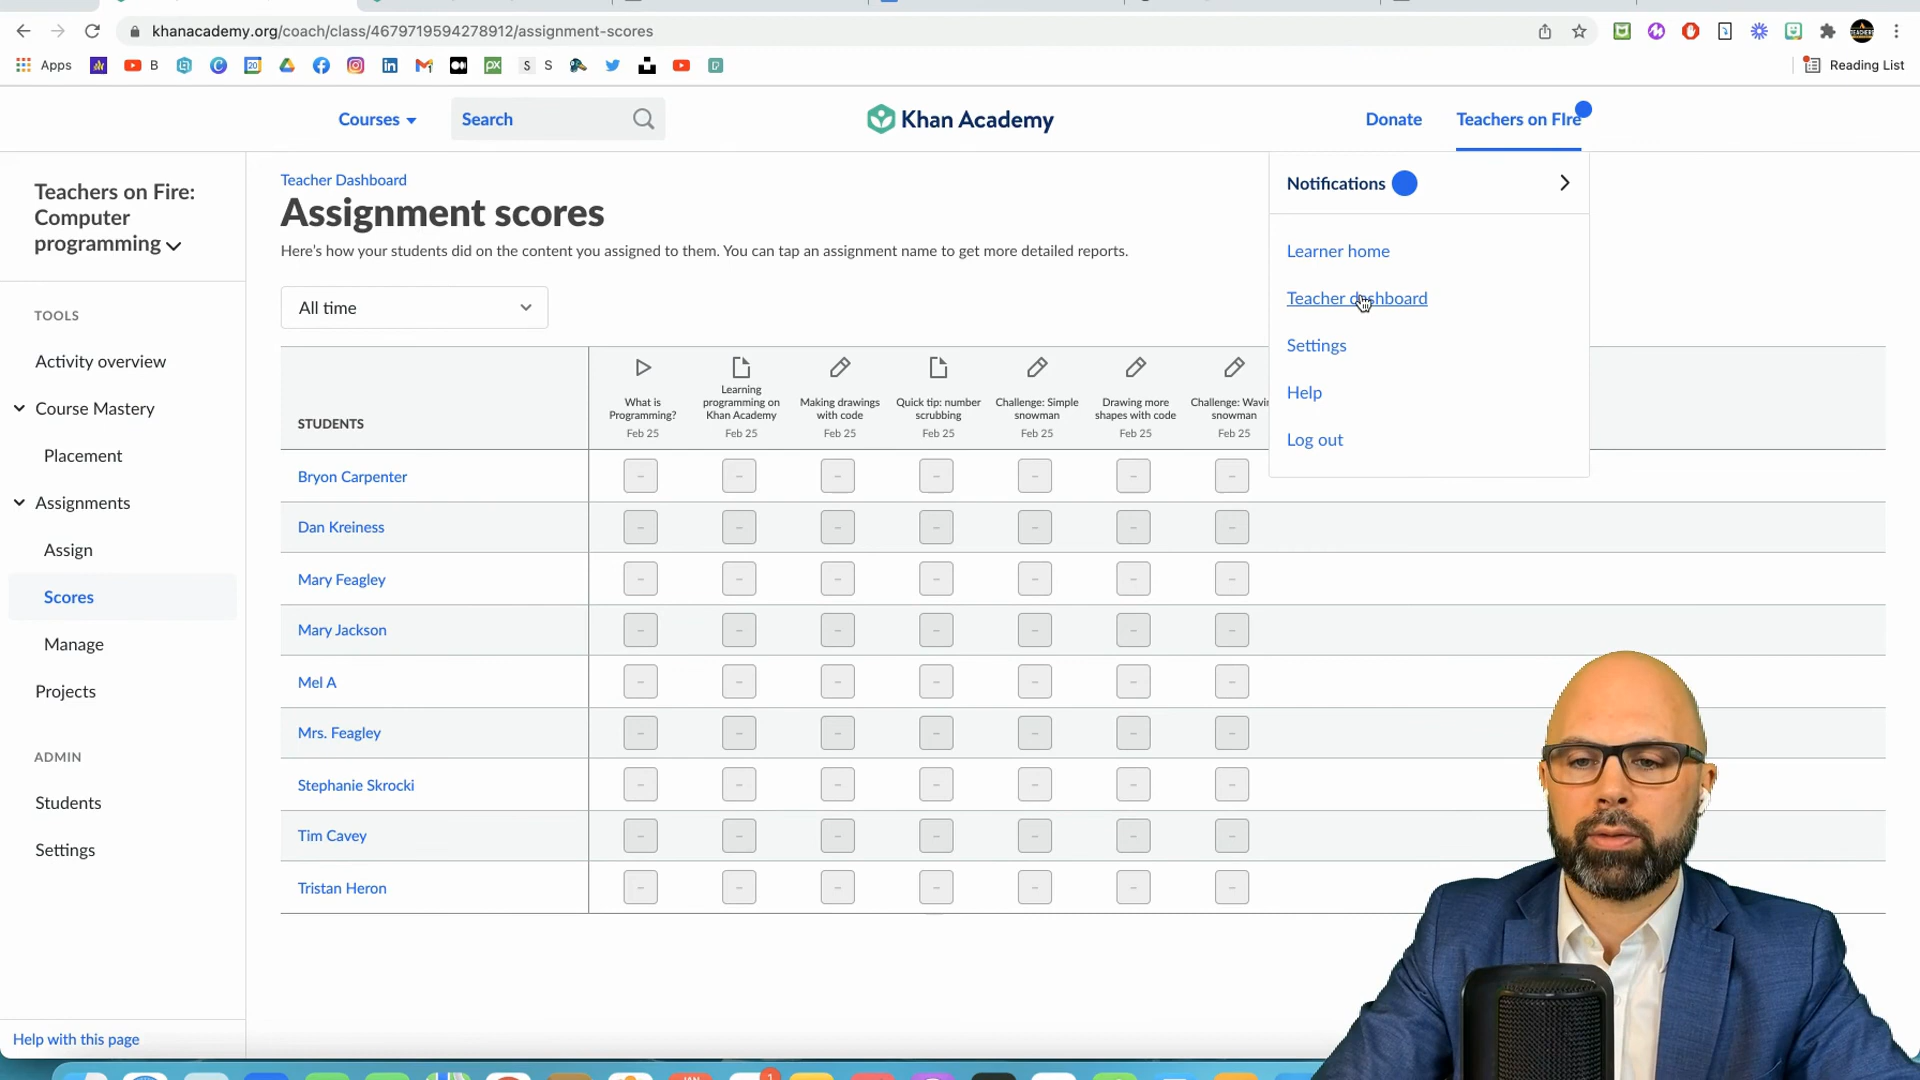 khanacademy.org/coach/class/4679719594278912/assignment-scores
Apps
B
20
S
S
Reading List
Courses
Search
Khan Academy
Donate
Teachers on FIre
Teachers on Fire:
Computer
programming
TOOLS
Activity overview
Course Mastery
Placement
Assignments
Assign
Scores
Manage
Projects
ADMIN
Students
Settings
Help with this page
Teacher Dashboard
Assignment scores
Here's how your students did on the content you assigned to them. You can tap an assignment name to get more detailed reports.
All time
STUDENTS
What is
Programming?
Feb 25
Learning
programming on
Khan Academy
Feb 25
Making drawings
with code
Feb 25
Quick tip: number
scrubbing
Feb 25
Challenge: Simple
snowman
Feb 25
Drawing more
shapes with code
Feb 25
Challenge:
snowman
Feb 25
Bryon Carpenter
Dan Kreiness
Mary Feagley
Mary Jackson
Mel A
Mrs. Feagley
Stephanie Skrocki
Tim Cavey
Tristan Heron
Notifications
Learner home
Teacher dashboard
Settings
Help
Log out
JAN
1